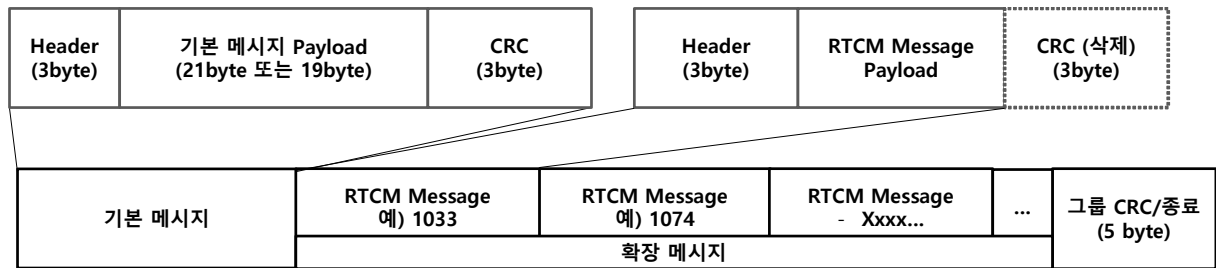 Header
(3byte)
기본 메시지 Payload
(21byte 또는 19byte)
CRC
(3byte)
Header
(3byte)
RTCM Message
Payload
CRC (삭제)
(3byte)
기본 메시지
RTCM Message
예) 1033
RTCM Message
예) 1074
RTCM Message
- Xxxx...
...
그룹 CRC/종료
(5 byte)
확장 메시지